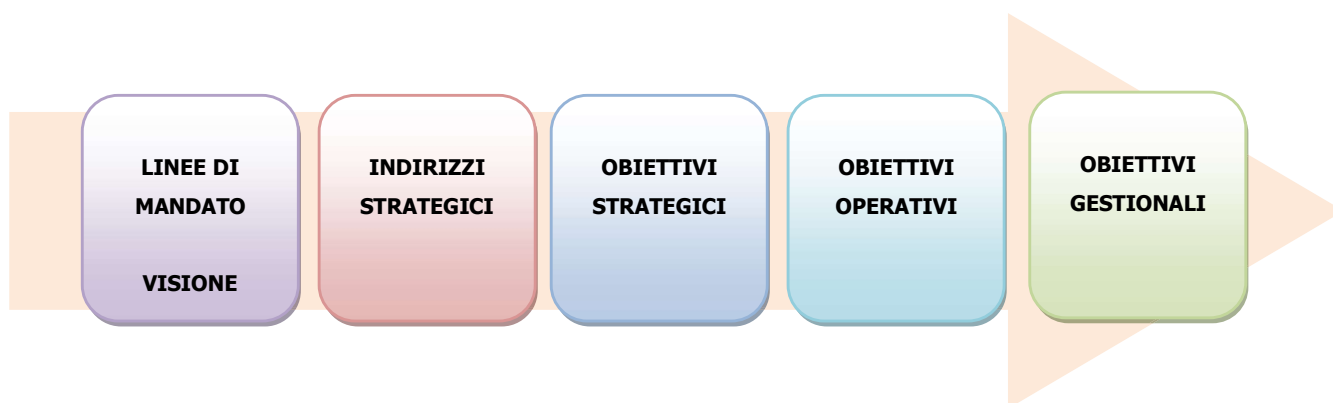 LINEE DI
MANDATO
VISIONE
INDIRIZZI
STRATEGICI
OBIETTIVI
STRATEGICI
OBIETTIVI
OPERATIVI
OBIETTIVI
GESTIONALI